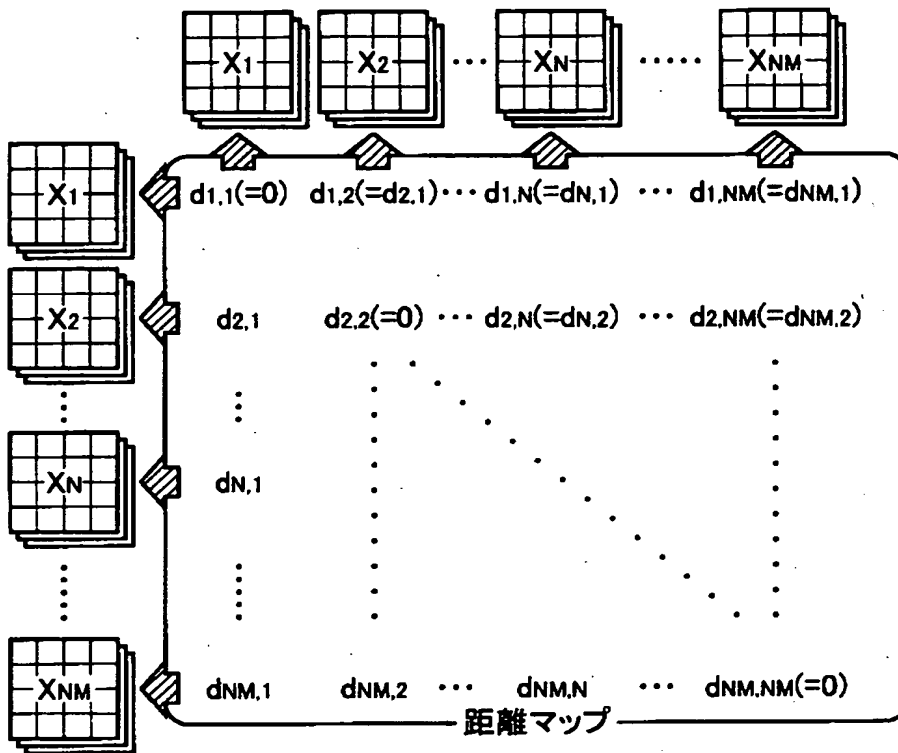 X1 X2 ... XN ..... XNM
X1 d1,1(=0) d1,2(=d2,1) ... d1,N(=dN,1) ... d1,NM(=dNM,1)
X2 d2,1 d2,2(=0) ... d2,N(=dN,2) ... d2,NM(=dNM,2)
XN dN,1
XNM dNM,1 dNM,2 ... dNM,N ... dNM,NM(=0)
距離マップ